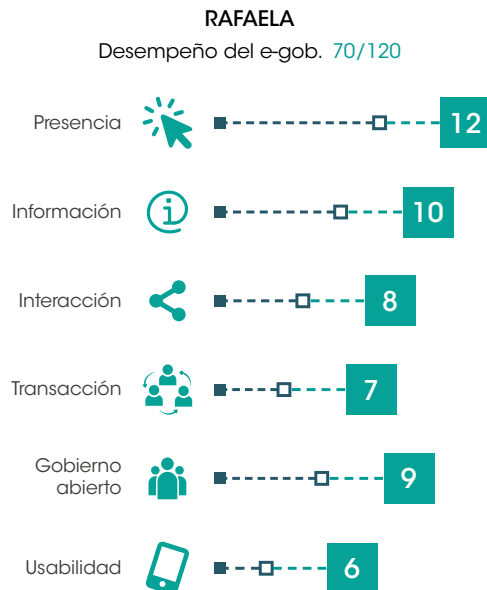 RAFAELA
Desempeño del e-gob. 70/120
Presencia 12
Información 10
Interacción 8
Transacción 7
Gobierno
abierto 9
Usabilidad 6